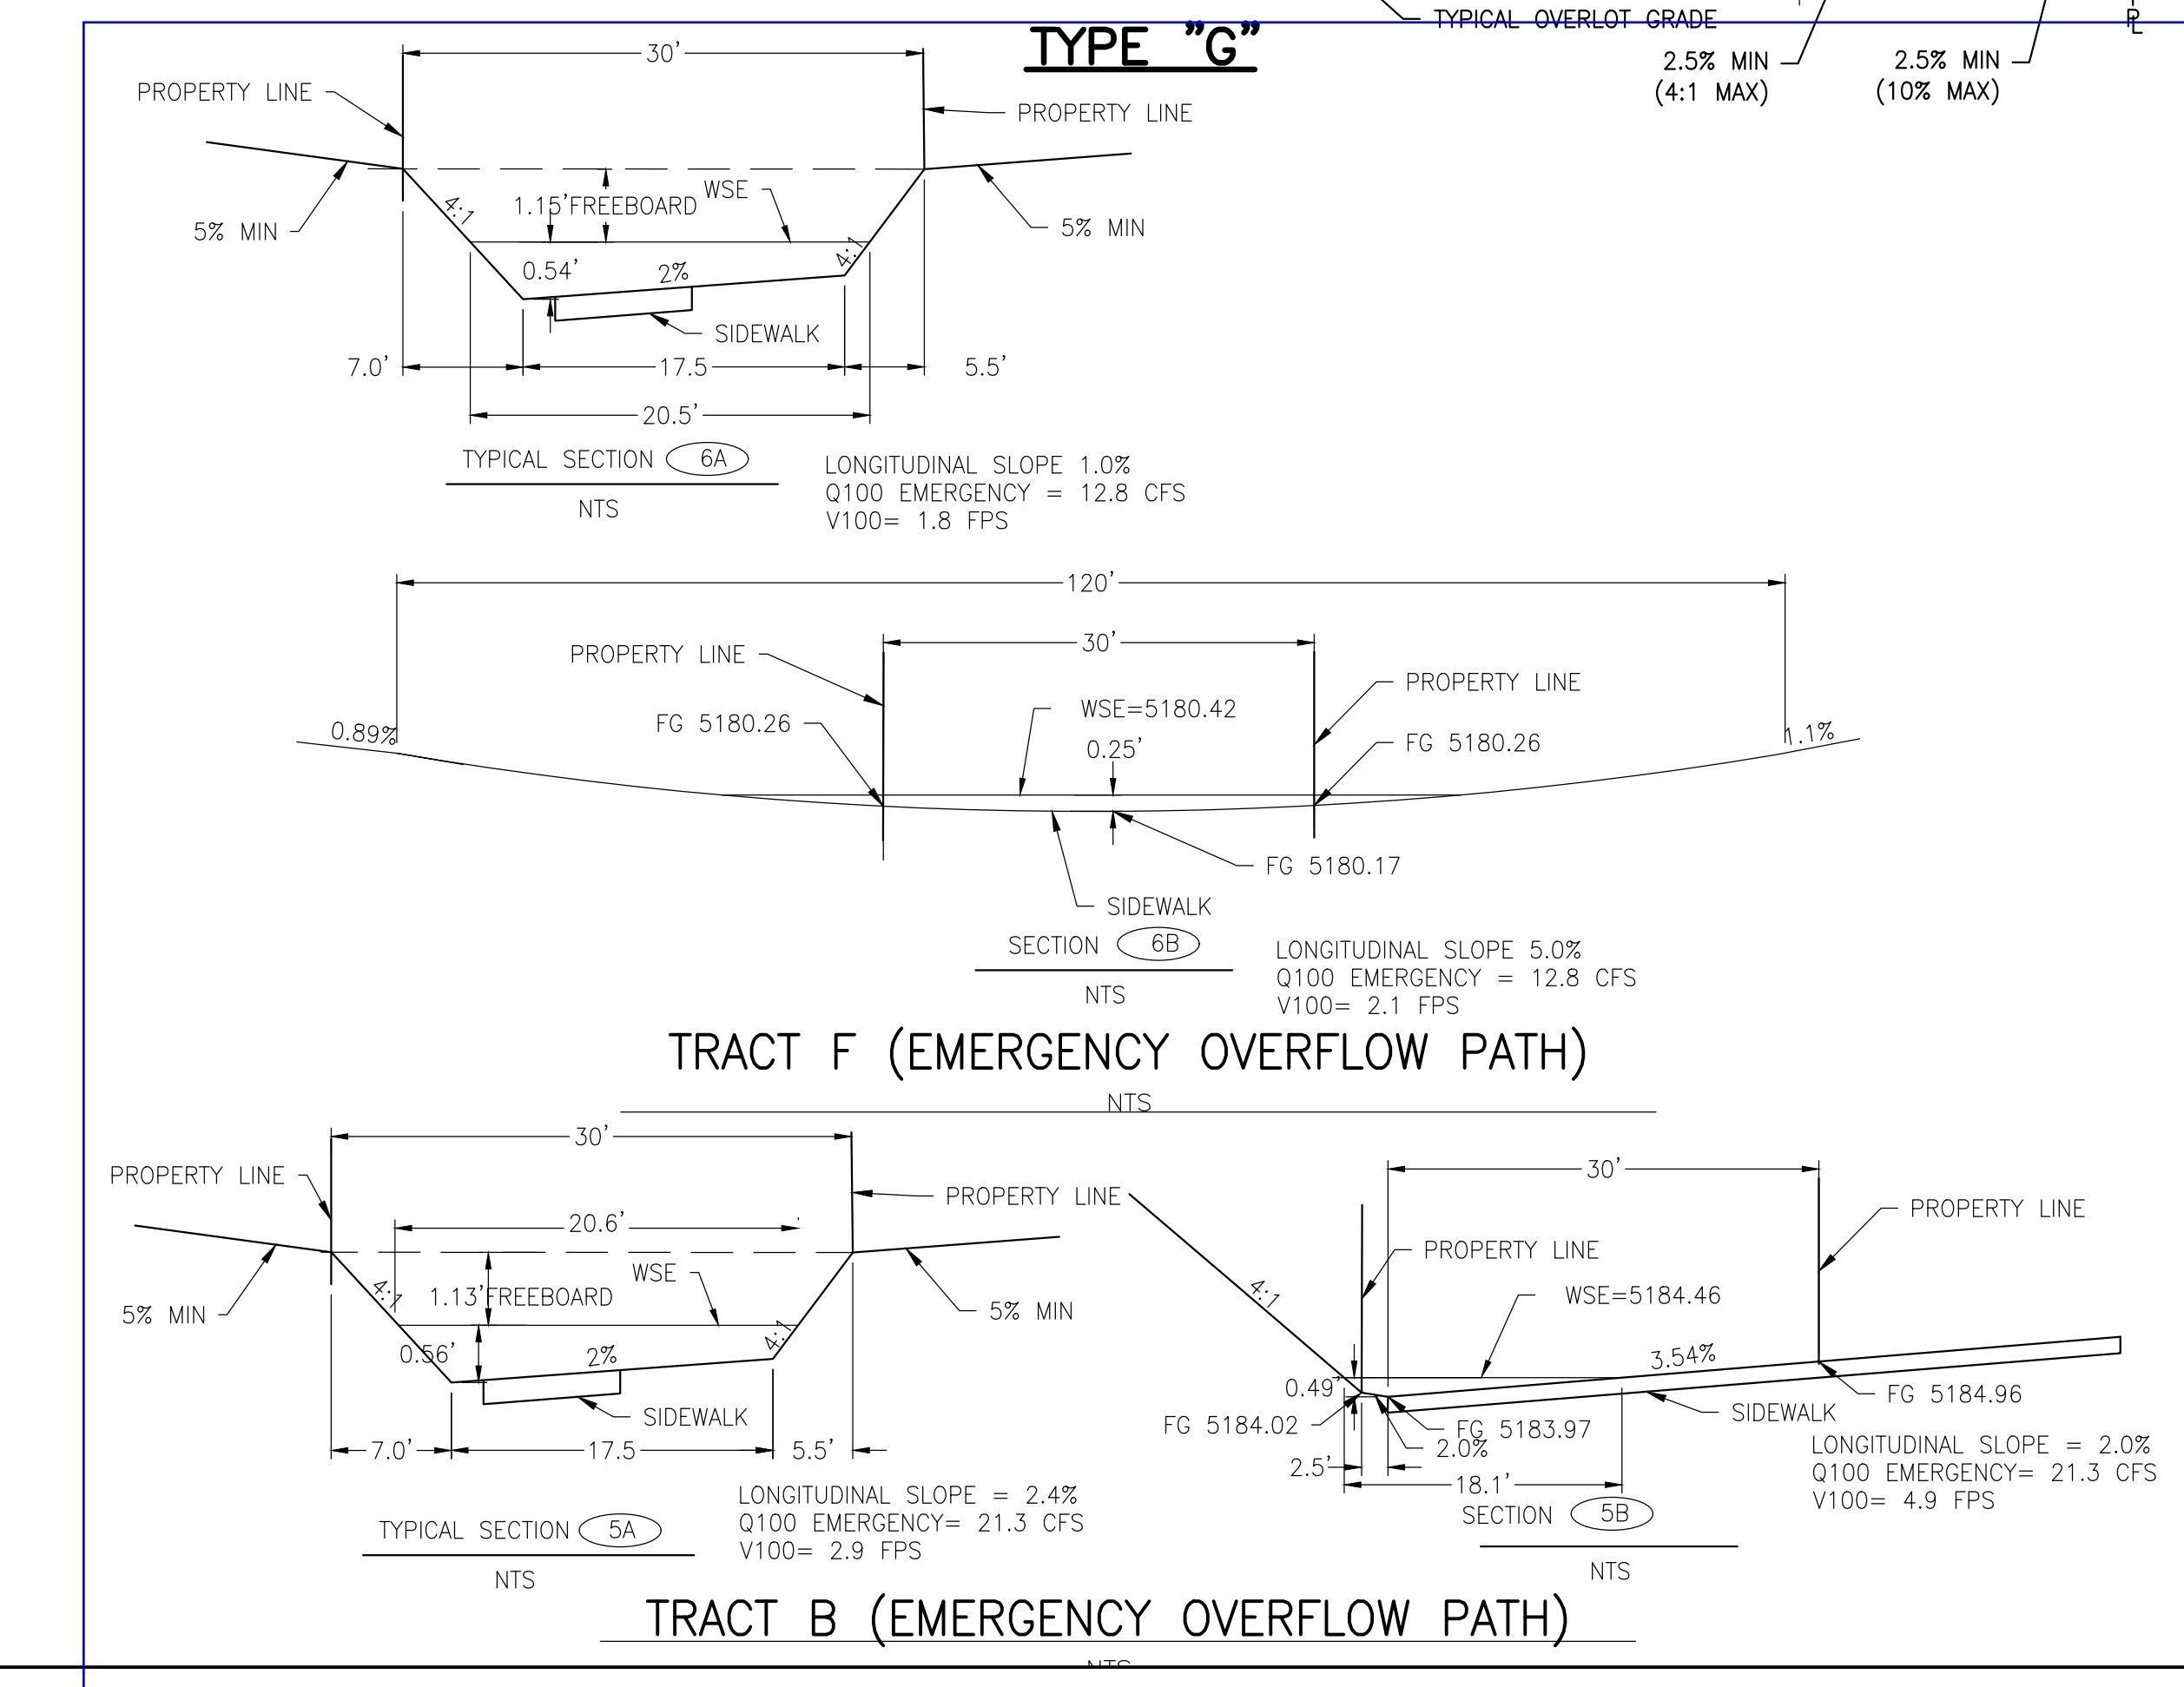 TYPICAL OVERLOT GRADE
PL
2.5% MIN
(4:1 MAX)
2.5% MIN
(10% MAX)
TYPE "G"
30'
PROPERTY LINE
PROPERTY LINE
5% MIN
4:1
1.15'FREEBOARD
WSE
5% MIN
0.54'
2%
4:1
SIDEWALK
7.0'
17.5
5.5'
20.5'
TYPICAL SECTION 6A
NTS
LONGITUDINAL SLOPE 1.0%
Q100 EMERGENCY = 12.8 CFS
V100= 1.8 FPS
120'
30'
PROPERTY LINE
PROPERTY LINE
0.89%
FG 5180.26
WSE=5180.42
0.25'
FG 5180.26
1.1%
FG 5180.17
SIDEWALK
SECTION 6B
NTS
LONGITUDINAL SLOPE 5.0%
Q100 EMERGENCY = 12.8 CFS
V100= 2.1 FPS
TRACT F (EMERGENCY OVERFLOW PATH)
NTS
30'
PROPERTY LINE
PROPERTY LINE
20.6'
5% MIN
4:1
1.13'FREEBOARD
WSE
5% MIN
0.56'
2%
4:1
SIDEWALK
7.0'
17.5
5.5'
TYPICAL SECTION 5A
NTS
LONGITUDINAL SLOPE = 2.4%
Q100 EMERGENCY= 21.3 CFS
V100= 2.9 FPS
30'
PROPERTY LINE
PROPERTY LINE
4:1
WSE=5184.46
3.54%
0.49'
FG 5184.02
FG 5183.97
2.0%
FG 5184.96
SIDEWALK
2.5'
18.1'
SECTION 5B
NTS
LONGITUDINAL SLOPE = 2.0%
Q100 EMERGENCY= 21.3 CFS
V100= 4.9 FPS
TRACT B (EMERGENCY OVERFLOW PATH)
NTS